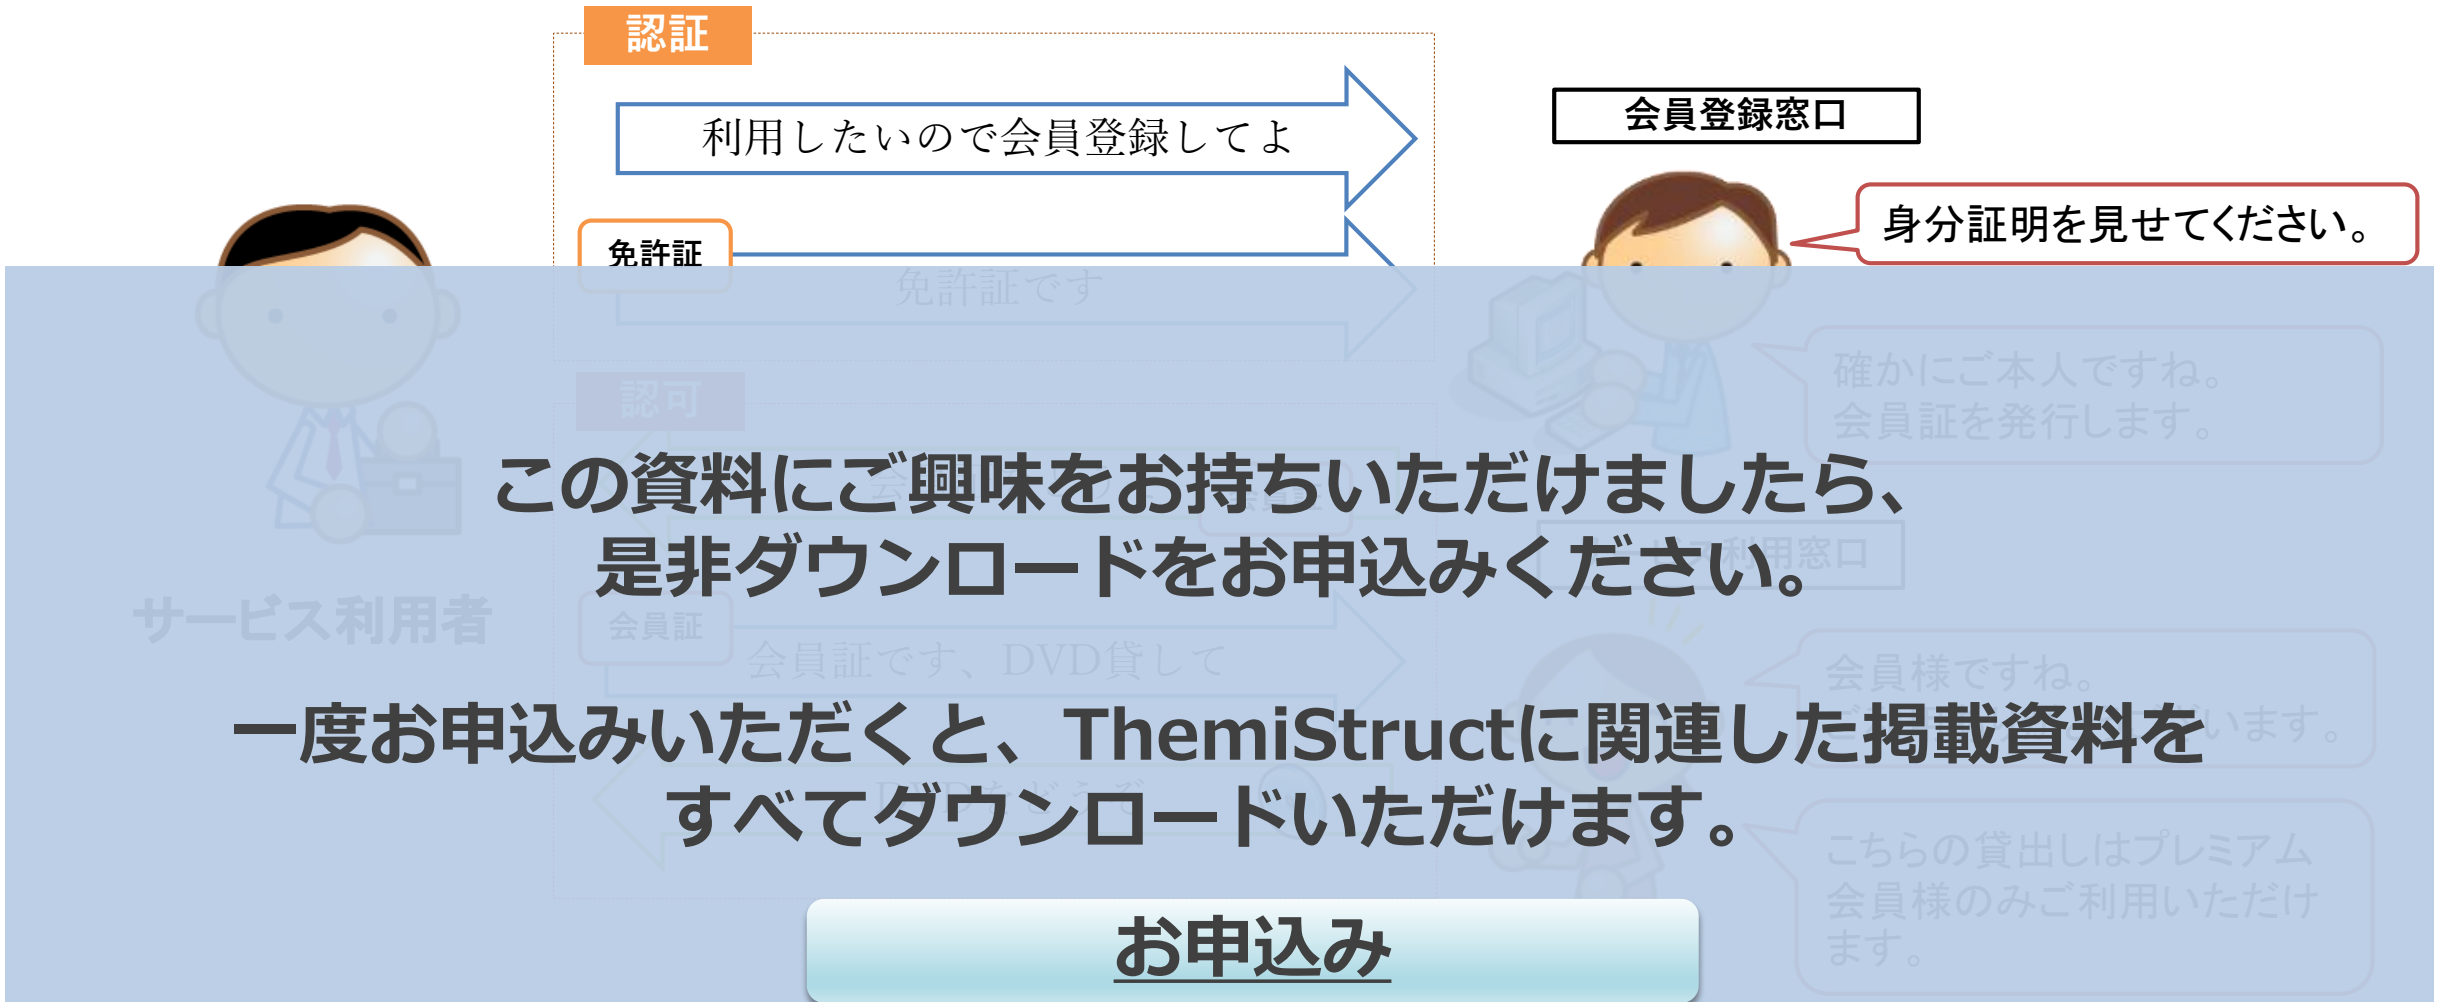 認証
利用したいので会員登録してよ
会員登録窓口
身分証明を見せてください。
免許証
免許証です
確かにご本人ですね。
会員証を発行します。
認可
この資料にご興味をお持ちいただけましたら、
是非ダウンロードをお申込みください。
利用窓口
サービス利用者
会員証
会員証です、DVD貸して
会員様ですね。
一度お申込みいただくと、ThemiStructに関連した掲載資料を
すべてダウンロードいただけます。
こちらの貸出しはプレミアム
会員様のみご利用いただけ
ます。
お申込み